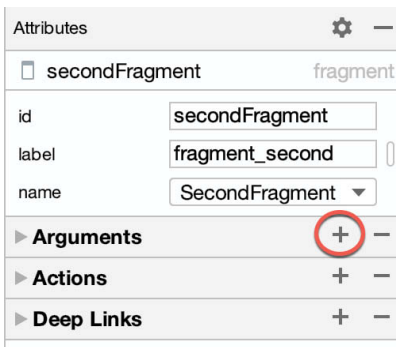 Attributes
secondFragment fragment
id secondFragment
label fragment_second
name SecondFragment
Arguments
Actions
Deep Links